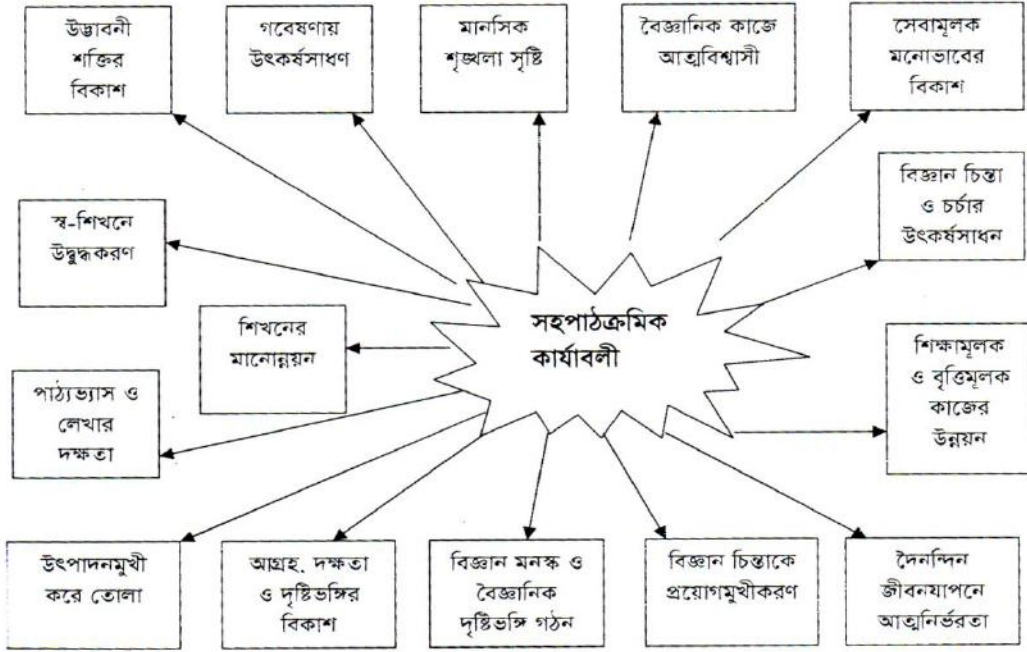 উদ্ভাবনী
শক্তির
বিকাশ
গবেষণায়
উৎকর্ষসাধণ
মানসিক
শৃঙ্খলা সৃষ্টি
বৈজ্ঞানিক কাজে
আত্মবিশ্বাসী
সেবামূলক
মনোভাবের
বিকাশ
বিজ্ঞান চিন্তা
ও চর্চার
উৎকর্ষসাধন
স্ব-শিখনে
উদ্বুদ্ধকরণ
শিখনের
মানোন্নয়ন
সহপাঠক্রমিক
কার্যাবলী
শিক্ষামূলক
ও বৃত্তিমূলক
কাজের
উন্নয়ন
পাঠ্যভ্যাস ও
লেখার
দক্ষতা
উৎপাদনমুখী
করে তোলা
আগ্রহ. দক্ষতা
ও দৃষ্টিভঙ্গির
বিকাশ
বিজ্ঞান মনস্ক ও
বৈজ্ঞানিক
দৃষ্টিভঙ্গি গঠন
বিজ্ঞান চিন্তাকে
প্রয়োগমুখীকরণ
দৈনন্দিন
জীবনযাপনে
আত্মনির্ভরতা